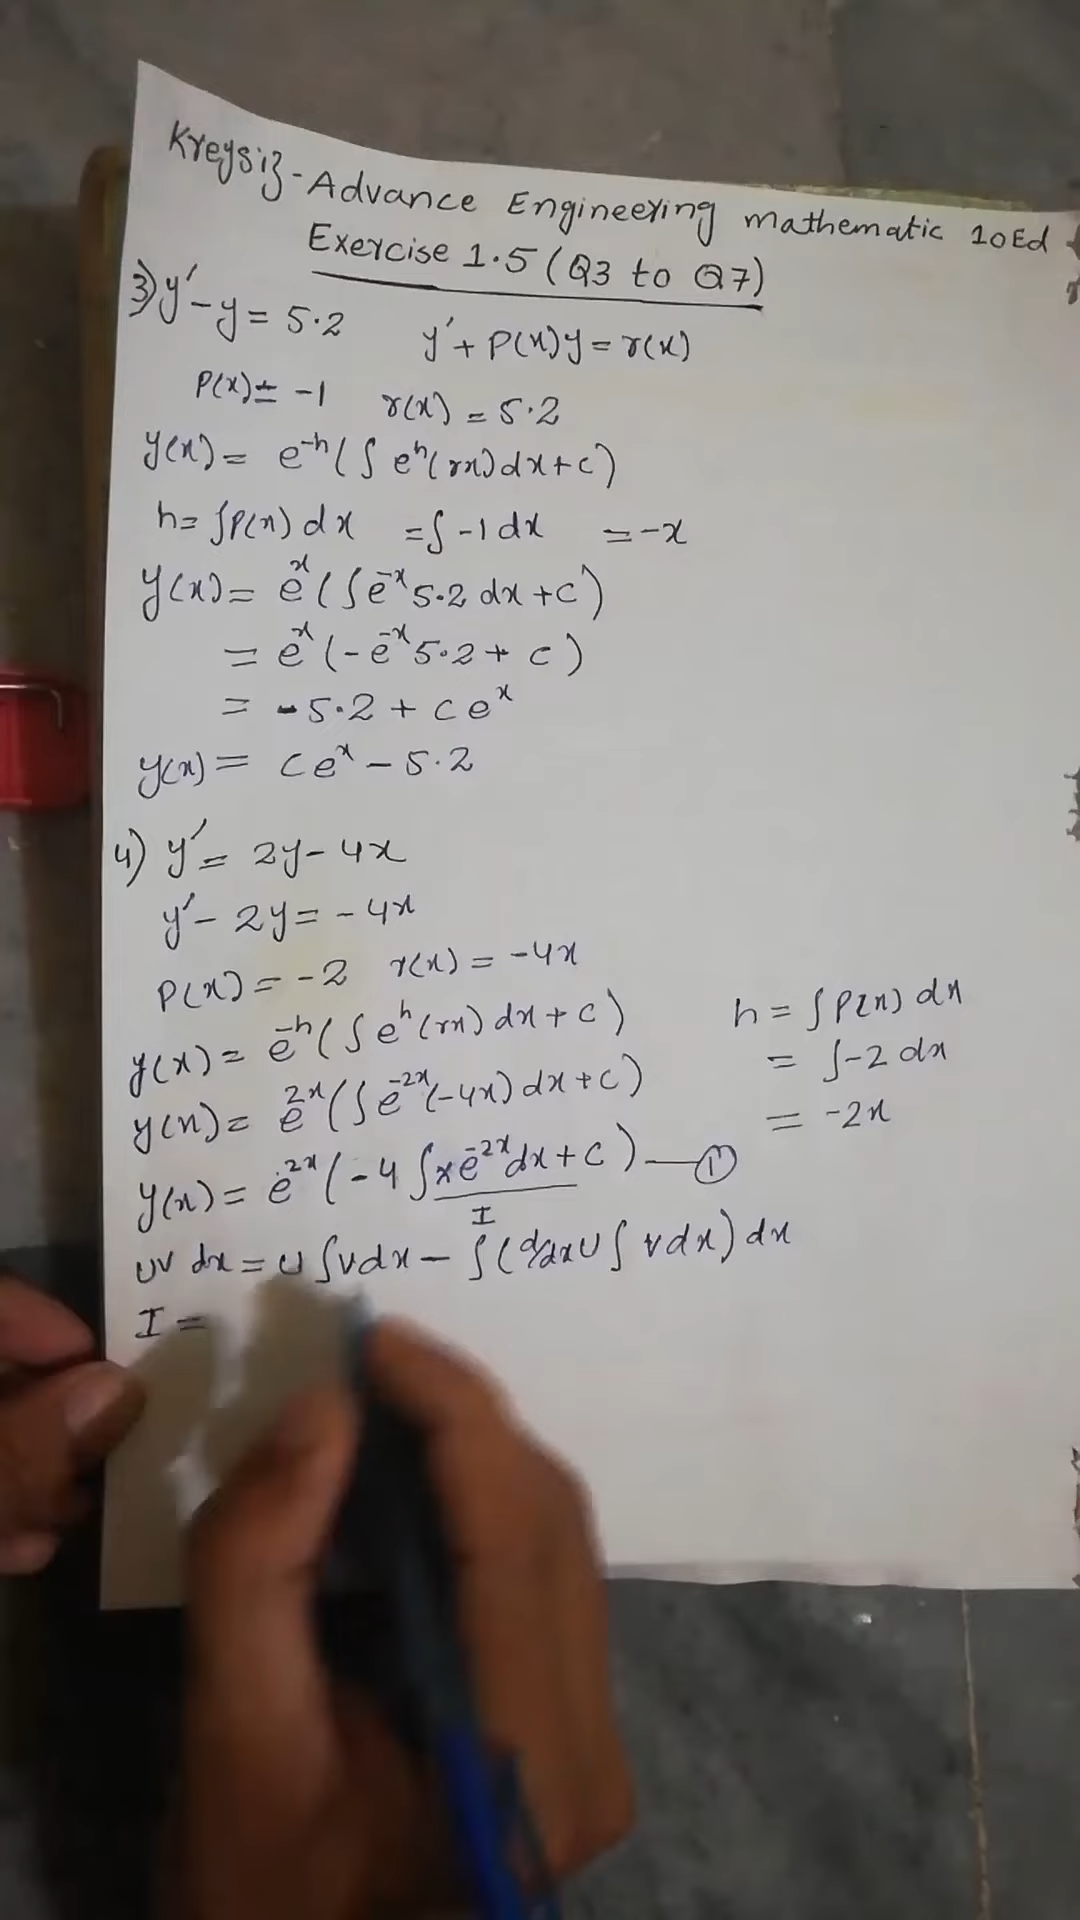 Kreysiz-Advance Engineering mathematic 10Ed
Exercise 1.5 (Q3 to Q7)
3) y′ - y = 5.2 y′ + P(x)y = r(x)
P(x) = -1 r(x) = 5.2
y(x) = e^-h (∫ e^h (rx) dx + c)
h = ∫P(x) dx = ∫ -1 dx = -x
y(x) = e^x (∫ e^-x 5.2 dx + c)
= e^x (- e^-x 5.2 + c)
= -5.2 + c e^x
y(x) = c e^x - 5.2
4) y′ = 2y - 4x
y′ - 2y = -4x
P(x) = -2 r(x) = -4x
y(x) = e^-h (∫ e^h (rx) dx + c) h = ∫ P(x) dx
y(x) = e^2x (∫ e^-2x (-4x) dx + c) = ∫ -2 dx
= -2x
y(x) = e^2x (-4 ∫ x e^-2x dx + c) — ①
I
UV dx = U ∫ v dx - ∫ (d/dx U ∫ v dx) dx
I =